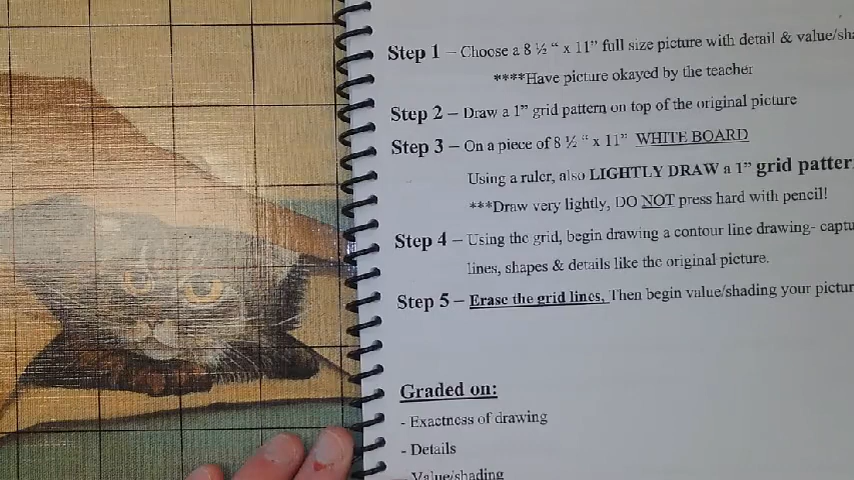 Step 1 – Choose a 8 ½ “ x 11” full size picture with detail & value/sha
****Have picture okayed by the teacher
Step 2 – Draw a 1” grid pattern on top of the original picture
Step 3 – On a piece of 8 ½ “ x 11” WHITE BOARD
Using a ruler, also LIGHTLY DRAW a 1” grid patter
***Draw very lightly, DO NOT press hard with pencil!
Step 4 – Using the grid, begin drawing a contour line drawing- captu
lines, shapes & details like the original picture.
Step 5 – Erase the grid lines. Then begin value/shading your pictur
Graded on:
- Exactness of drawing
- Details
- Value/shading